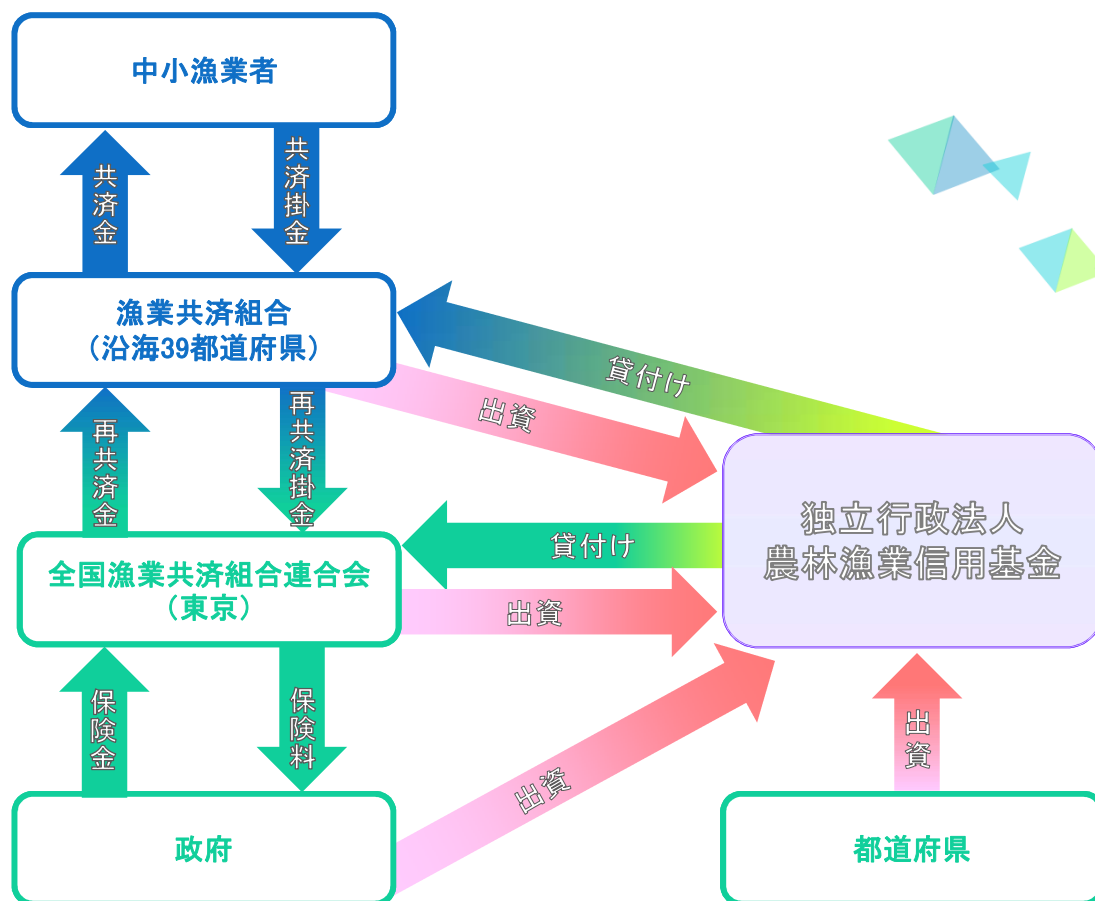 中小漁業者
共済金
共済掛金
漁業共済組合
（沿海39都道府県）
貸付け
出資
再共済金
再共済掛金
独立行政法人
農林漁業信用基金
貸付け
全国漁業共済組合連合会
（東京）
出資
保険金
保険料
出資
出資
政府
都道府県